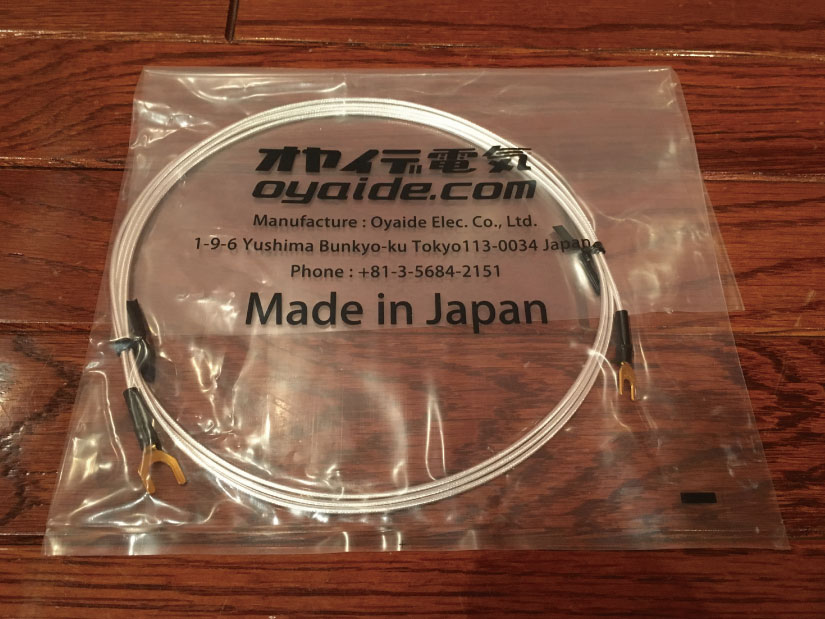 オヤイデ電気
oyaide.com
Manufacture : Oyaide Elec. Co., Ltd.
1-9-6 Yushima Bunkyo-ku Tokyo113-0034 Japan
Phone : +81-3-5684-2151
Made in Japan